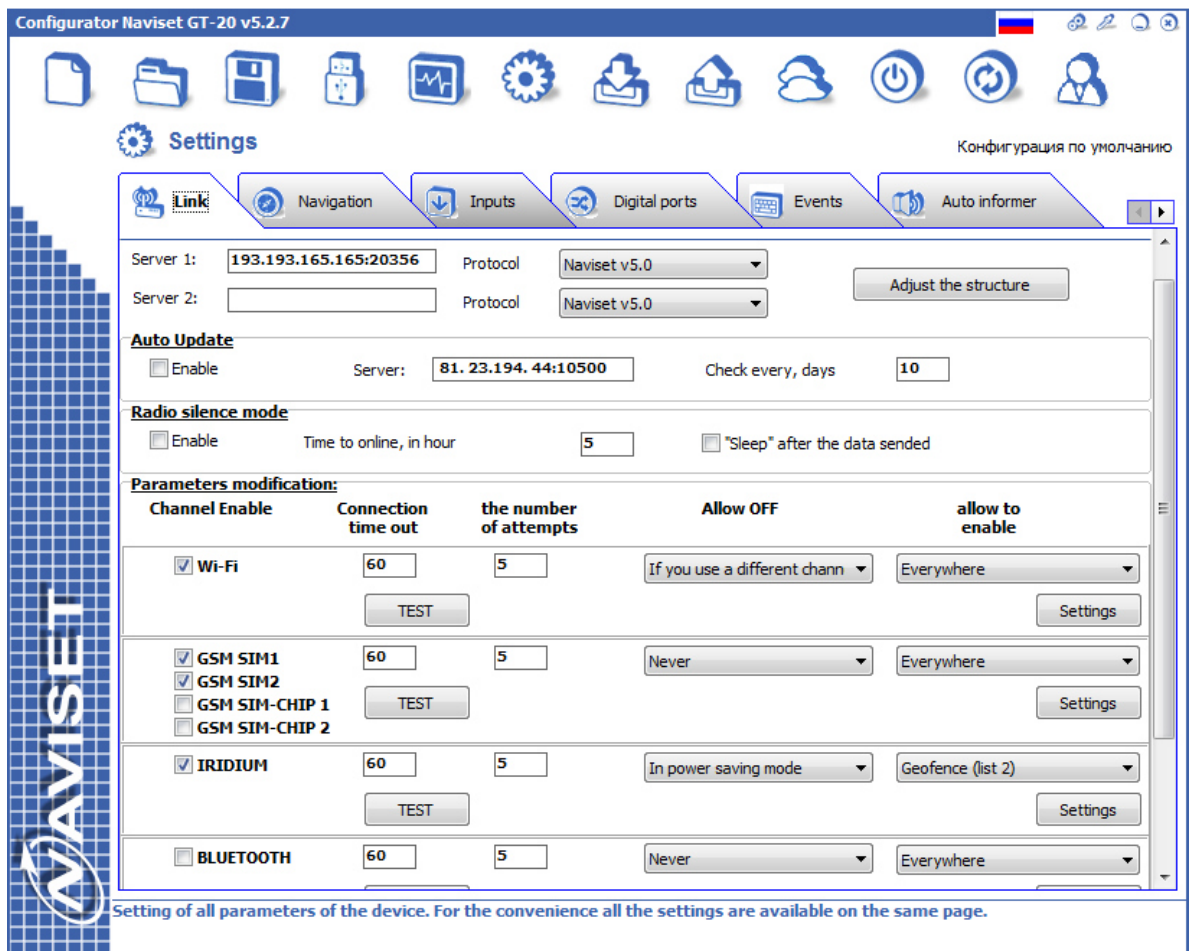 Configurator Naviset GT-20 v5.2.7
Settings
Конфигурация по умолчанию
Link Navigation Inputs Digital ports Events Auto informer
Server 1: 193.193.165.165:20356 Protocol Naviset v5.0
Adjust the structure
Server 2: Protocol Naviset v5.0
Auto Update
Enable Server: 81. 23.194. 44:10500 Check every, days 10
Radio silence mode
Enable Time to online, in hour 5 "Sleep" after the data sended
Parameters modification:
Channel Enable Connection time out the number of attempts Allow OFF allow to enable
Wi-Fi 60 5 If you use a different chann Everywhere
TEST Settings
GSM SIM1 60 5 Never Everywhere
GSM SIM2
GSM SIM-CHIP 1 TEST Settings
GSM SIM-CHIP 2
IRIDIUM 60 5 In power saving mode Geofence (list 2)
TEST Settings
BLUETOOTH 60 5 Never Everywhere
NAVISET
Setting of all parameters of the device. For the convenience all the settings are available on the same page.